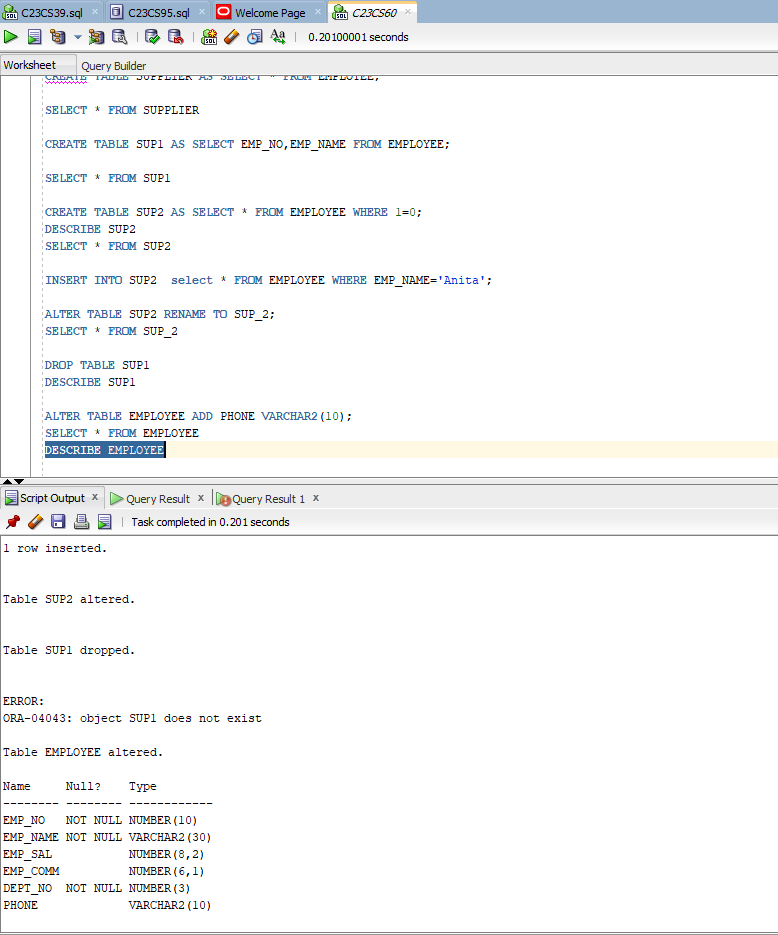 C23CS39.sql C23CS95.sql Welcome Page C23CS60
0.20100001 seconds
Worksheet Query Builder
CREATE TABLE SUPPLIER AS SELECT * FROM EMPLOYEE;
SELECT * FROM SUPPLIER
CREATE TABLE SUP1 AS SELECT EMP_NO,EMP_NAME FROM EMPLOYEE;
SELECT * FROM SUP1
CREATE TABLE SUP2 AS SELECT * FROM EMPLOYEE WHERE 1=0;
DESCRIBE SUP2
SELECT * FROM SUP2
INSERT INTO SUP2  select * FROM EMPLOYEE WHERE EMP_NAME='Anita';
ALTER TABLE SUP2 RENAME TO SUP_2;
SELECT * FROM SUP_2
DROP TABLE SUP1
DESCRIBE SUP1
ALTER TABLE EMPLOYEE ADD PHONE VARCHAR2(10);
SELECT * FROM EMPLOYEE
DESCRIBE EMPLOYEE
Script Output x Query Result x Query Result 1 x
Task completed in 0.201 seconds
1 row inserted.
Table SUP2 altered.
Table SUP1 dropped.
ERROR:
ORA-04043: object SUP1 does not exist
Table EMPLOYEE altered.
Name     Null?    Type
-------- -------- ------------
EMP_NO   NOT NULL NUMBER(10)
EMP_NAME NOT NULL VARCHAR2(30)
EMP_SAL           NUMBER(8,2)
EMP_COMM          NUMBER(6,1)
DEPT_NO  NOT NULL NUMBER(3)
PHONE             VARCHAR2(10)